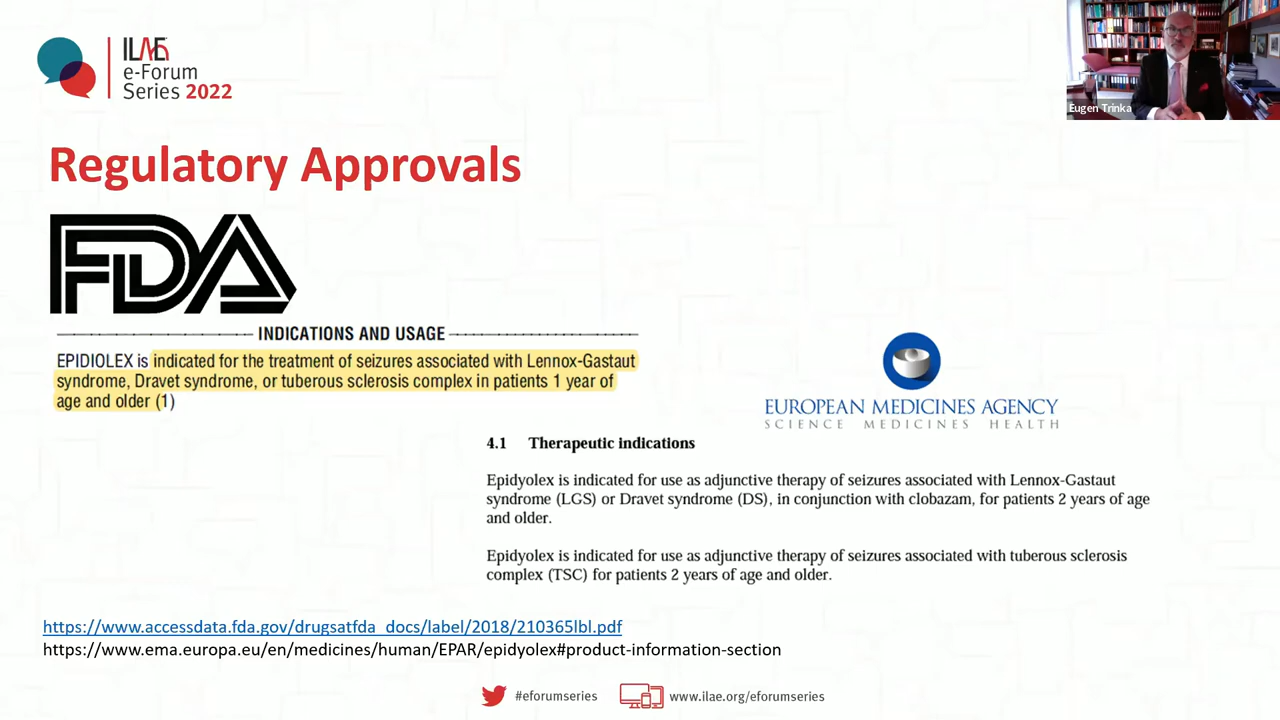 ILAE
e-Forum
Series 2022
Eugen Trinka
Regulatory Approvals
FDA
INDICATIONS AND USAGE
EPIDIOLEX is indicated for the treatment of seizures associated with Lennox-Gastaut
syndrome, Dravet syndrome, or tuberous sclerosis complex in patients 1 year of
age and older (1)
EUROPEAN MEDICINES AGENCY
SCIENCE MEDICINES HEALTH
4.1 Therapeutic indications
Epidyolex is indicated for use as adjunctive therapy of seizures associated with Lennox-Gastaut
syndrome (LGS) or Dravet syndrome (DS), in conjunction with clobazam, for patients 2 years of age
and older.
Epidyolex is indicated for use as adjunctive therapy of seizures associated with tuberous sclerosis
complex (TSC) for patients 2 years of age and older.
https://www.accessdata.fda.gov/drugsatfda_docs/label/2018/210365lbl.pdf
https://www.ema.europa.eu/en/medicines/human/EPAR/epidyolex#product-information-section
#eforumseries
www.ilae.org/eforumseries